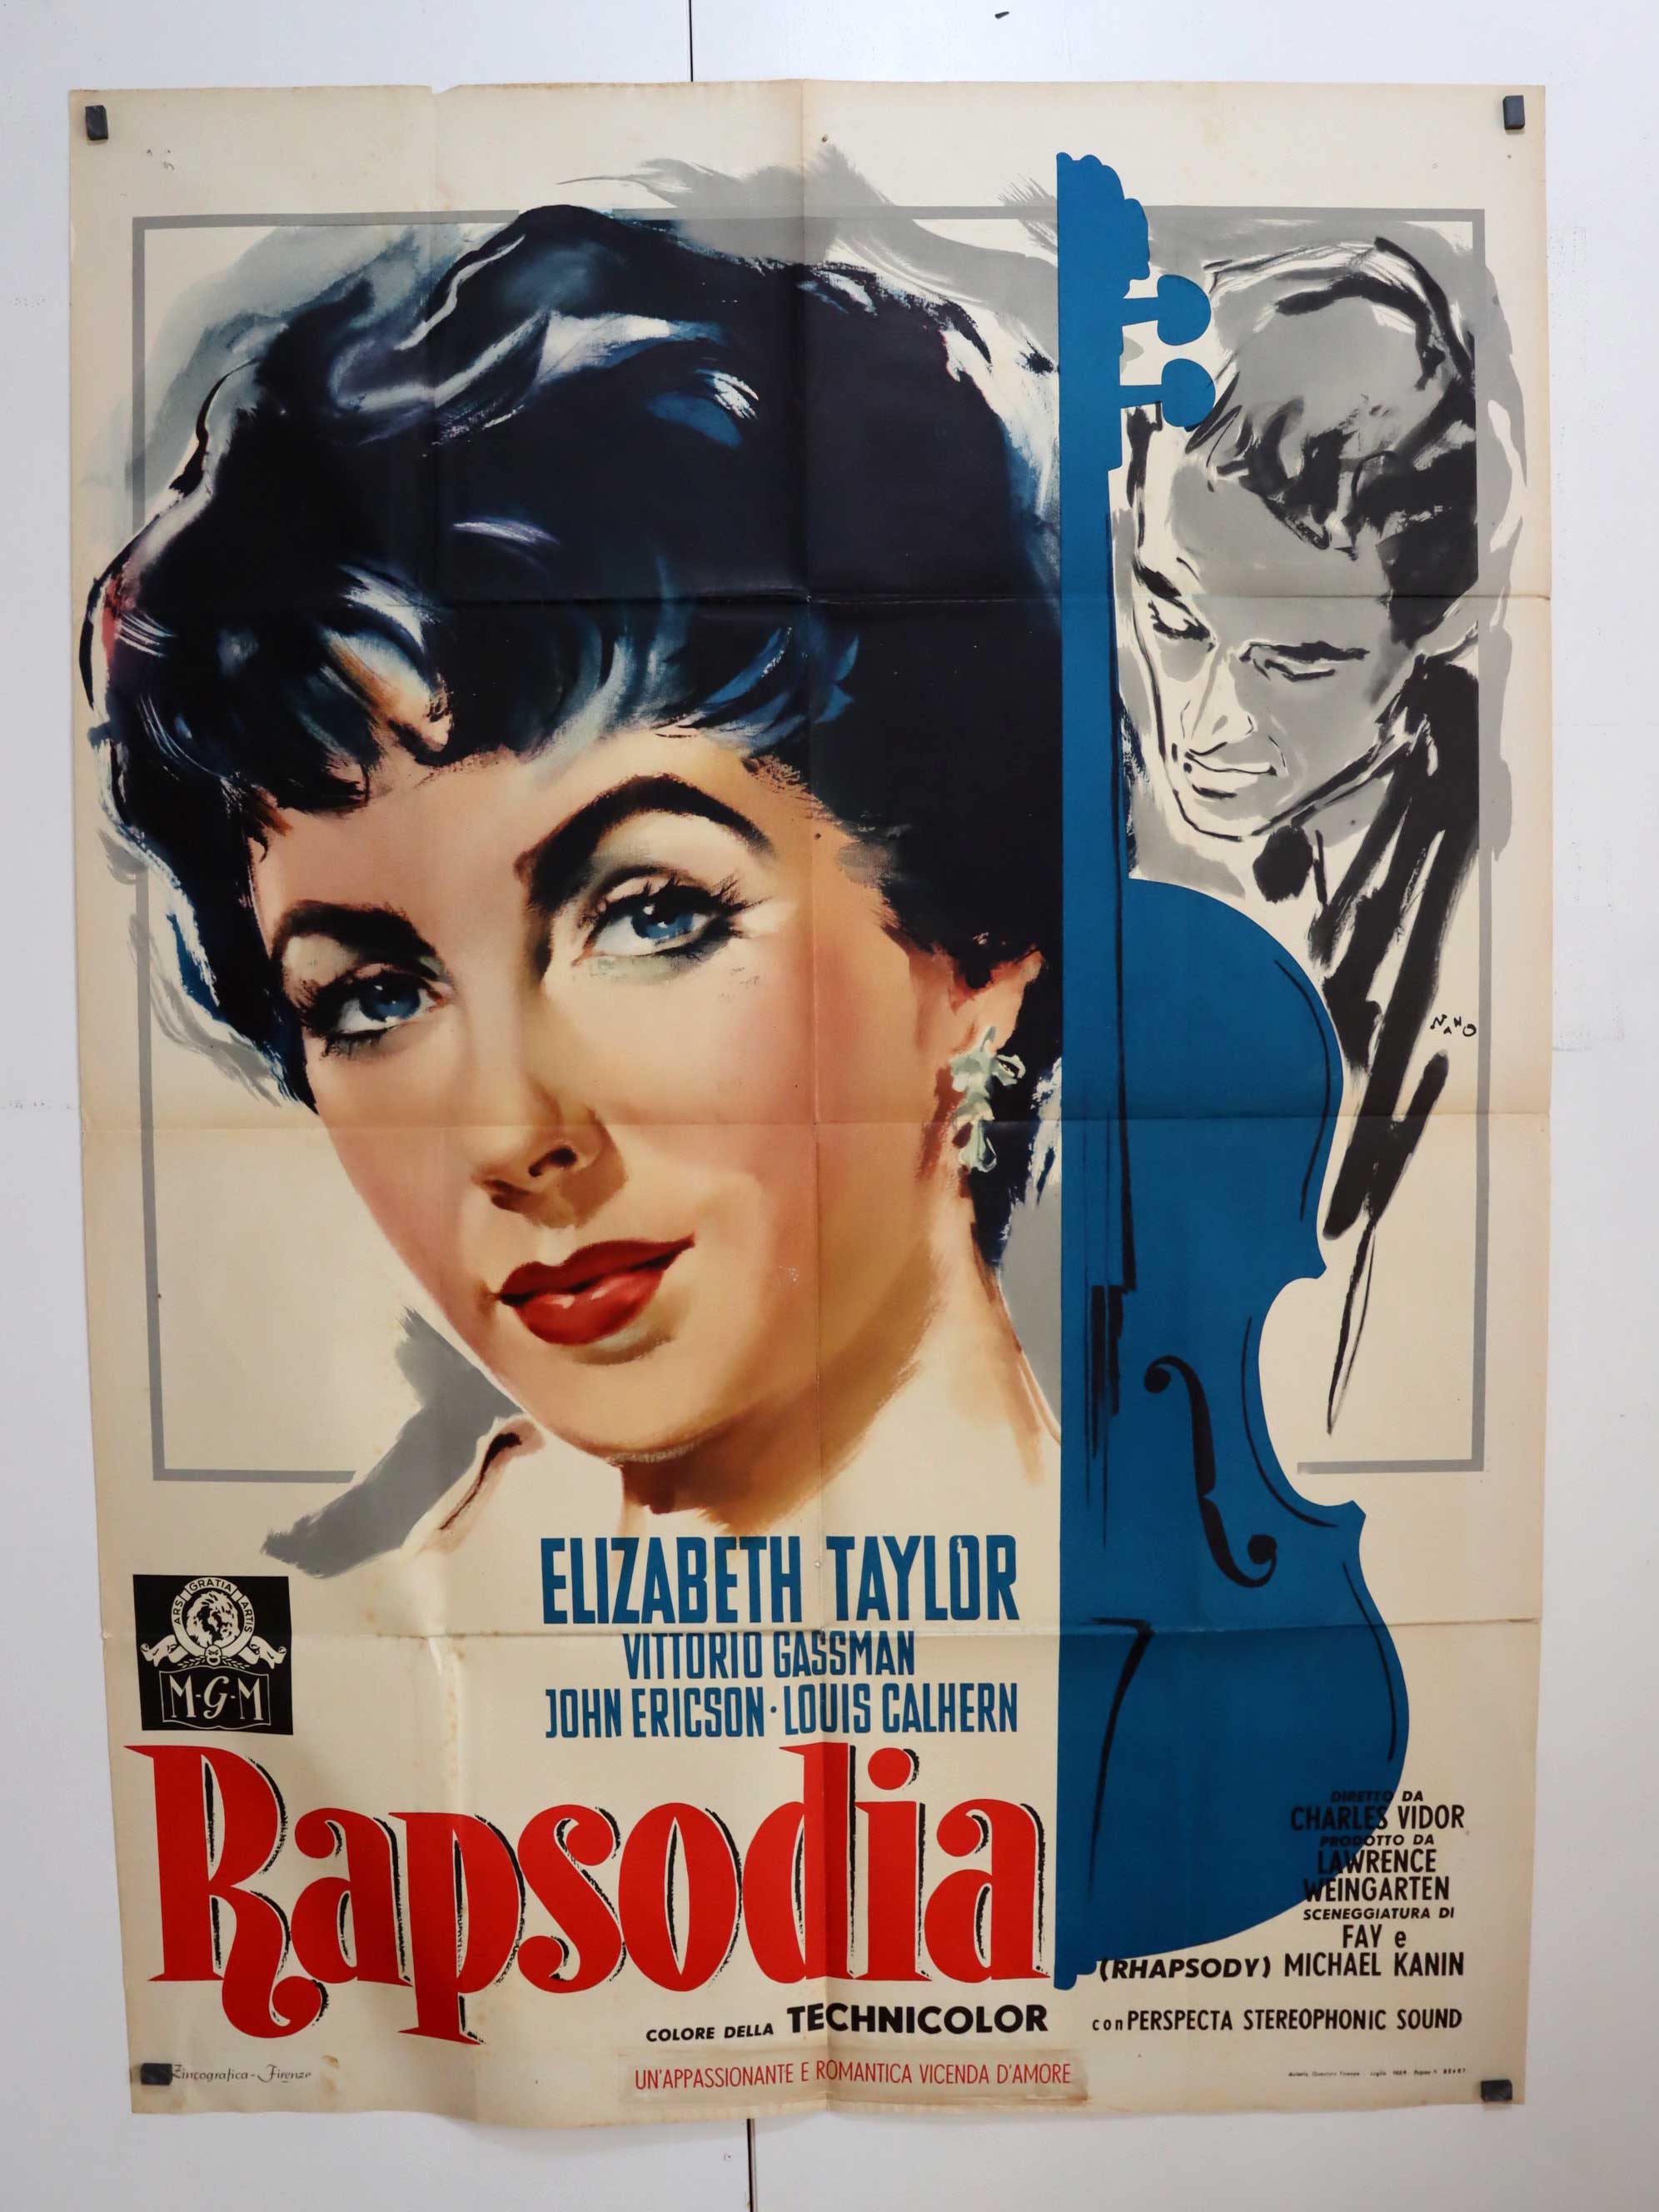 NANO
ARS GRATIA ARTIS
M-G-M
ELIZABETH TAYLOR
VITTORIO GASSMAN
JOHN ERICSON · LOUIS CALHERN
Rapsodia
DIRETTO DA
CHARLES VIDOR
PRODOTTO DA
LAWRENCE
WEINGARTEN
SCENEGGIATURA DI
FAY e
(RHAPSODY) MICHAEL KANIN
COLORE DELLA TECHNICOLOR
con PERSPECTA STEREOPHONIC SOUND
Zincografica - Firenze
UN'APPASSIONANTE E ROMANTICA VICENDA D'AMORE